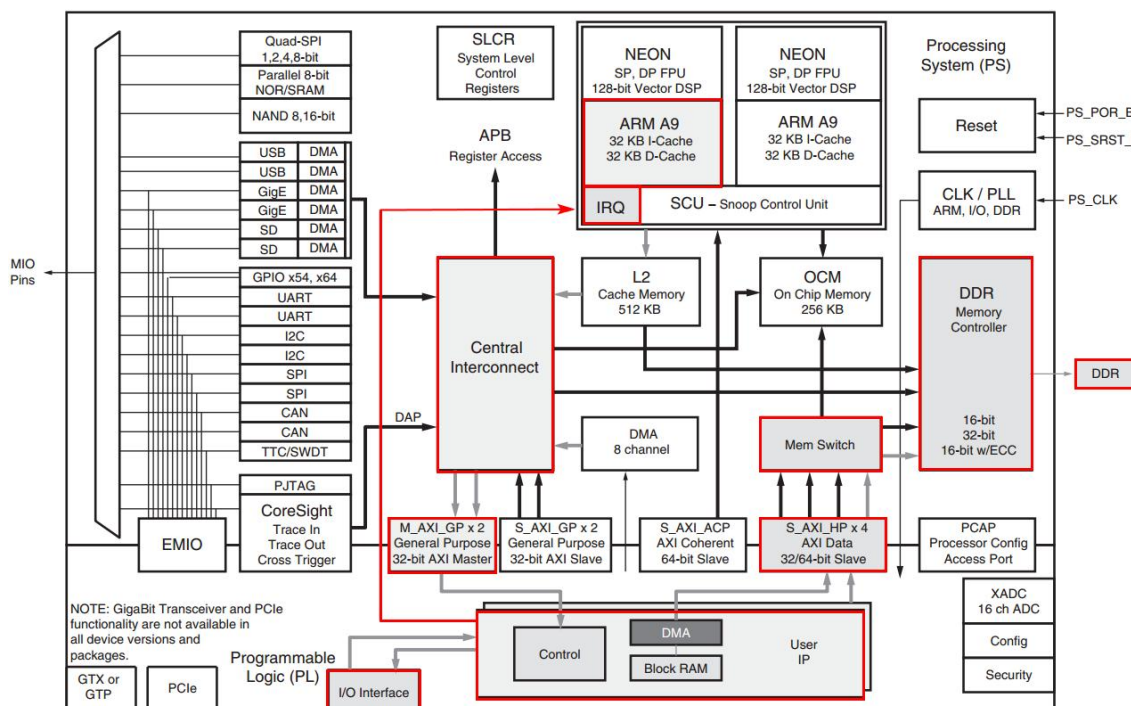 Quad-SPI
1,2,4,8-bit
Parallel 8-bit
NOR/SRAM
NAND 8,16-bit
USB DMA
USB DMA
GigE DMA
GigE DMA
SD DMA
SD DMA
MIO
Pins
GPIO x54, x64
UART
UART
I2C
I2C
SPI
SPI
CAN
CAN
TTC/SWDT
PJTAG
CoreSight
Trace In
Trace Out
Cross Trigger
EMIO
SLCR
System Level
Control
Registers
APB
Register Access
NEON
SP, DP FPU
128-bit Vector DSP
ARM A9
32 KB I-Cache
32 KB D-Cache
NEON
SP, DP FPU
128-bit Vector DSP
ARM A9
32 KB I-Cache
32 KB D-Cache
IRQ
SCU – Snoop Control Unit
Processing
System (PS)
Reset
PS_POR_B
PS_SRST_
CLK / PLL
ARM, I/O, DDR
PS_CLK
L2
Cache Memory
512 KB
OCM
On Chip Memory
256 KB
DDR
Memory
Controller
16-bit
32-bit
16-bit w/ECC
DDR
Central
Interconnect
DAP
DMA
8 channel
Mem Switch
M_AXI_GP x 2
General Purpose
32-bit AXI Master
S_AXI_GP x 2
General Purpose
32-bit AXI Slave
S_AXI_ACP
AXI Coherent
64-bit Slave
S_AXI_HP x 4
AXI Data
32/64-bit Slave
PCAP
Processor Config
Access Port
XADC
16 ch ADC
Config
Security
NOTE: GigaBit Transceiver and PCIe
functionality are not available in
all device versions and
packages.
GTX or
GTP
PCIe
Programmable
Logic (PL)
I/O Interface
Control
DMA
Block RAM
User
IP